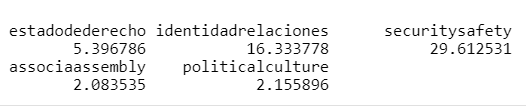 estadodederecho identidadrelaciones securitysafety
5.396786 16.333778 29.612531
associaassembly politicalculture
2.083535 2.155896